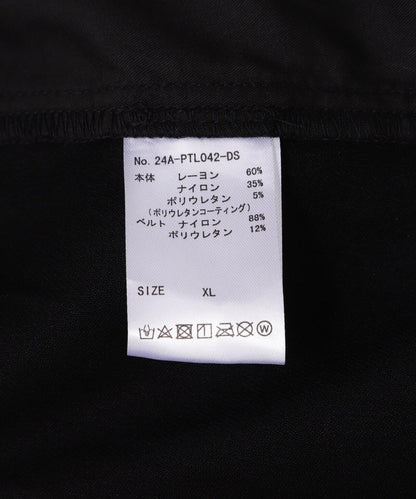 No. 24A-PTL042-DS
本体 レーヨン 60%
ナイロン 35%
ポリウレタン 5%
(ポリウレタンコーティング)
ベルト ナイロン 88%
ポリウレタン 12%
SIZE XL
W